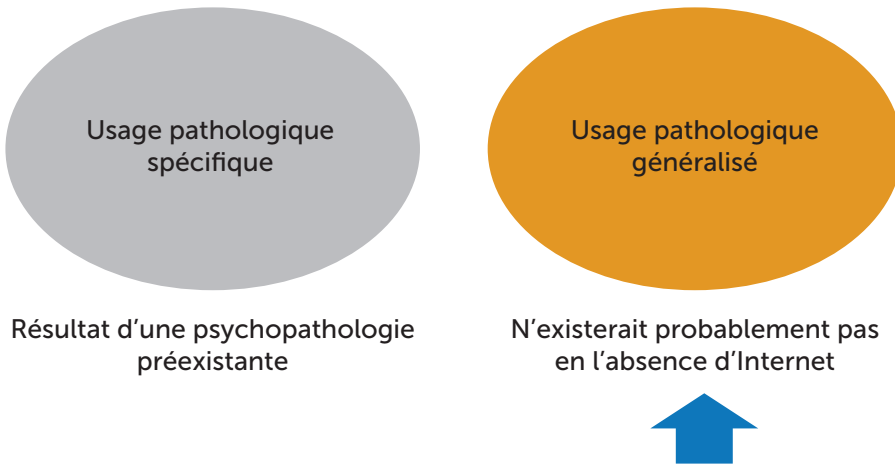 Usage pathologique
spécifique
Usage pathologique
généralisé
Résultat d’une psychopathologie
préexistante
N’existerait probablement pas
en l’absence d’Internet